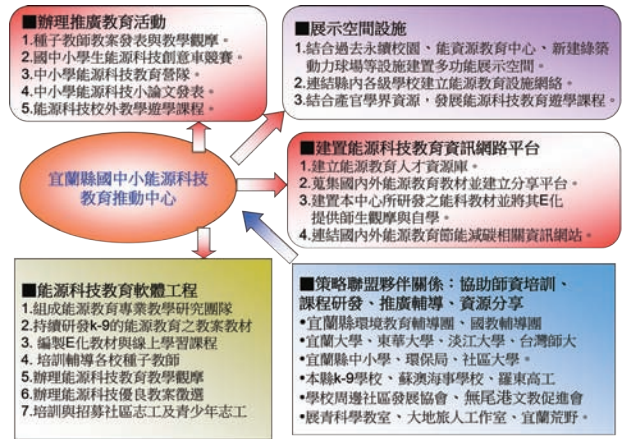 ■辦理推廣教育活動
1.種子教師教案發表與教學觀摩。
2.國中小學生能源科技創意車競賽。
3.中小學能源科技教育營隊。
4.中小學能源科技小論文發表。
5.能源科技校外教學遊學課程。
■展示空間設施
1.結合過去永續校園、能資源教育中心、新建綠築
動力球場等設施建置多功能展示空間。
2.連結縣內各級學校建立能源教育設施網絡。
3.結合產官學界資源，發展能源科技教育遊學課程。
宜蘭縣國中小能源科技
教育推動中心
■建置能源科技教育資訊網路平台
1.建立能源教育人才資源庫。
2.蒐集國內外能源教育教材並建立分享平台。
3.建置本中心所研發之能科教材並將其E化
提供師生觀摩與自學。
4.連結國內外能源教育節能減碳相關資訊網站。
■能源科技教育軟體工程
1.組成能源教育專業教學研究團隊
2.持續研發k-9的能源教育之教案教材
3. 編製E化教材與線上學習課程
4. 培訓輔導各校種子教師
5.辦理能源科技教育教學觀摩
6.辦理能源科技優良教案徵選
7.培訓與招募社區志工及青少年志工
■策略聯盟夥伴關係：協助師資培訓、
課程研發、推廣輔導、資源分享
•宜蘭縣環境教育輔導團、國教輔導團
•宜蘭大學、東華大學、淡江大學、台灣師大
•宜蘭縣中小學、環保局、社區大學。
•本縣k-9學校、蘇澳海事學校、羅東高工
•學校周邊社區發展協會、無尾港文教促進會
•展青科學教室、大地旅人工作室、宜蘭荒野。